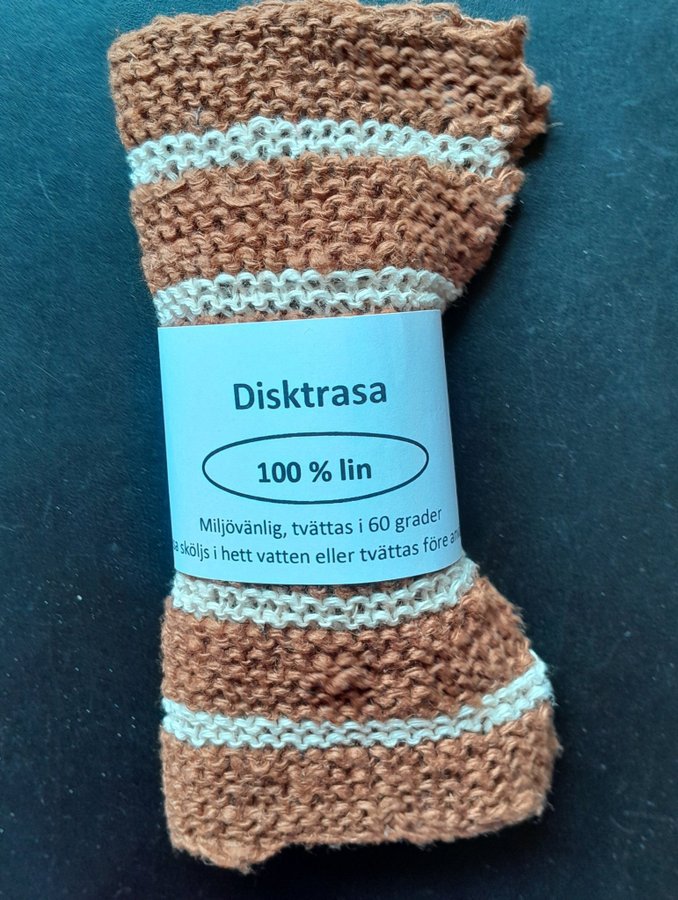 Disktrasa
100 % lin
Miljövänlig, tvättas i 60 grader
sköljs i hett vatten eller tvättas före